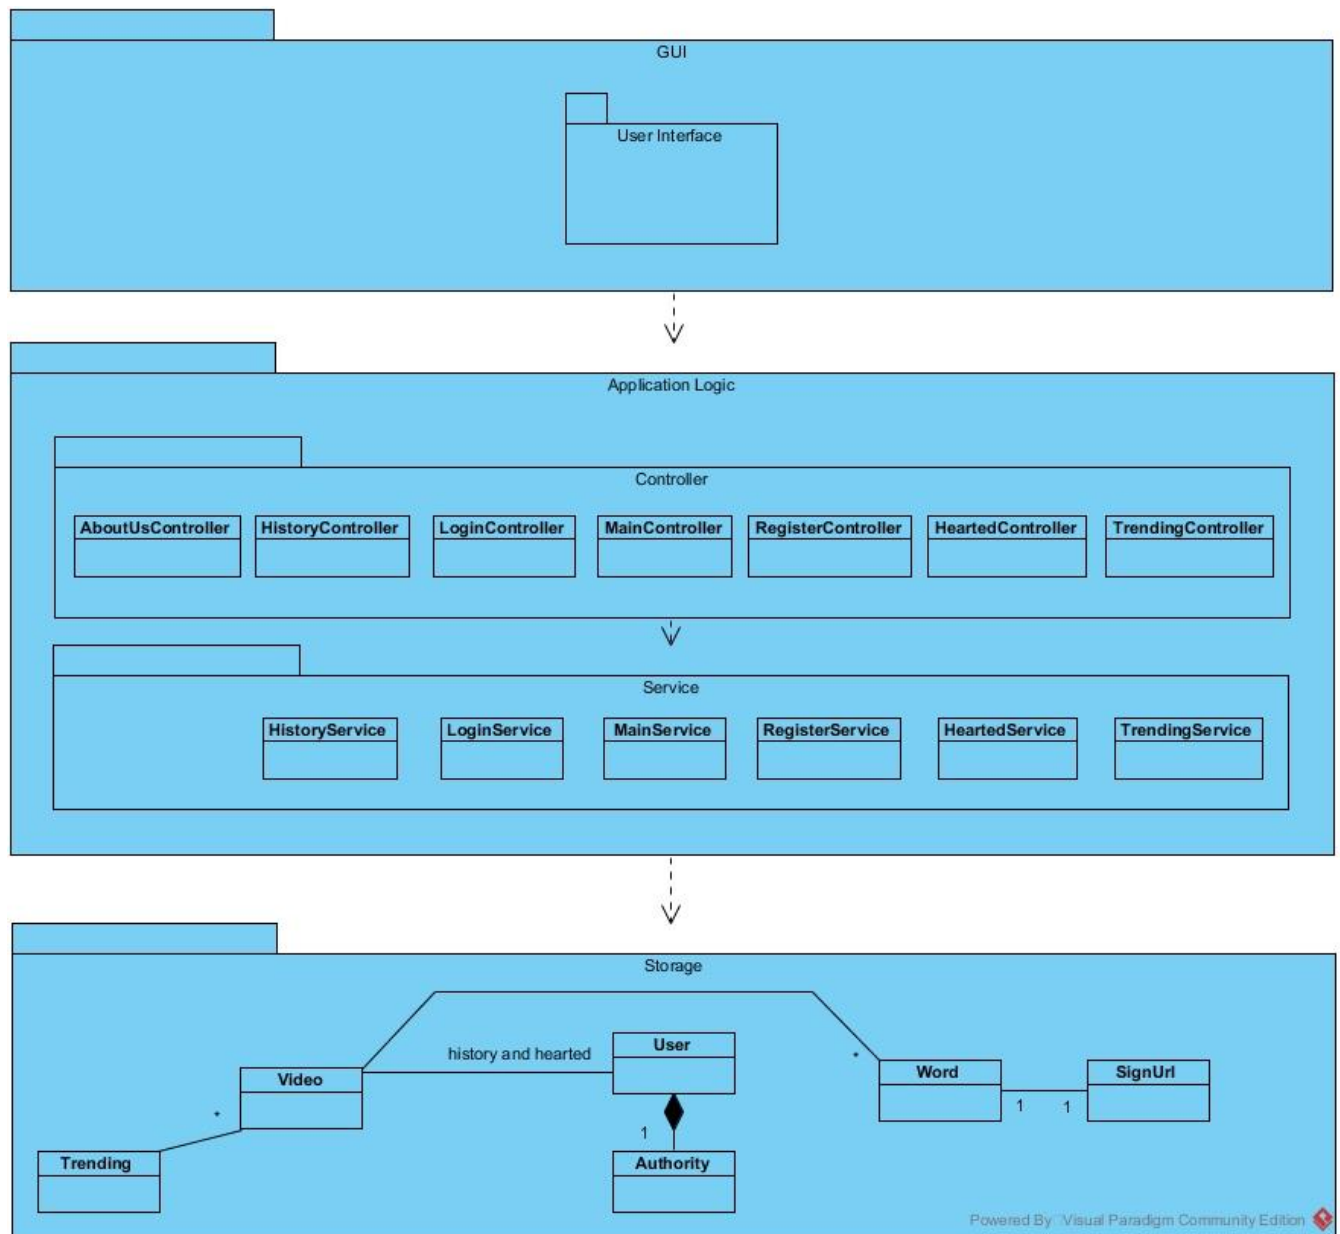 GUI
User Interface
Application Logic
Controller
AboutUsController HistoryController LoginController MainController RegisterController HeartedController TrendingController
Service
HistoryService LoginService MainService RegisterService HeartedService TrendingService
Storage
history and hearted
User
*
Video
Word
SignUrl
*
1 1
1
Trending
Authority
Powered By Visual Paradigm Community Edition